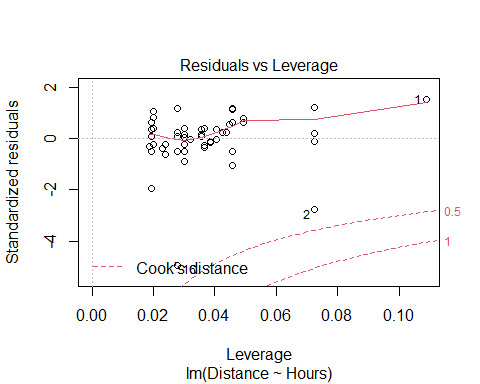 Residuals vs Leverage
Standardized residuals
2
0
-2
-4
1
2
0.5
1
Cook's distance
0.00 0.02 0.04 0.06 0.08 0.10
Leverage
lm(Distance ~ Hours)